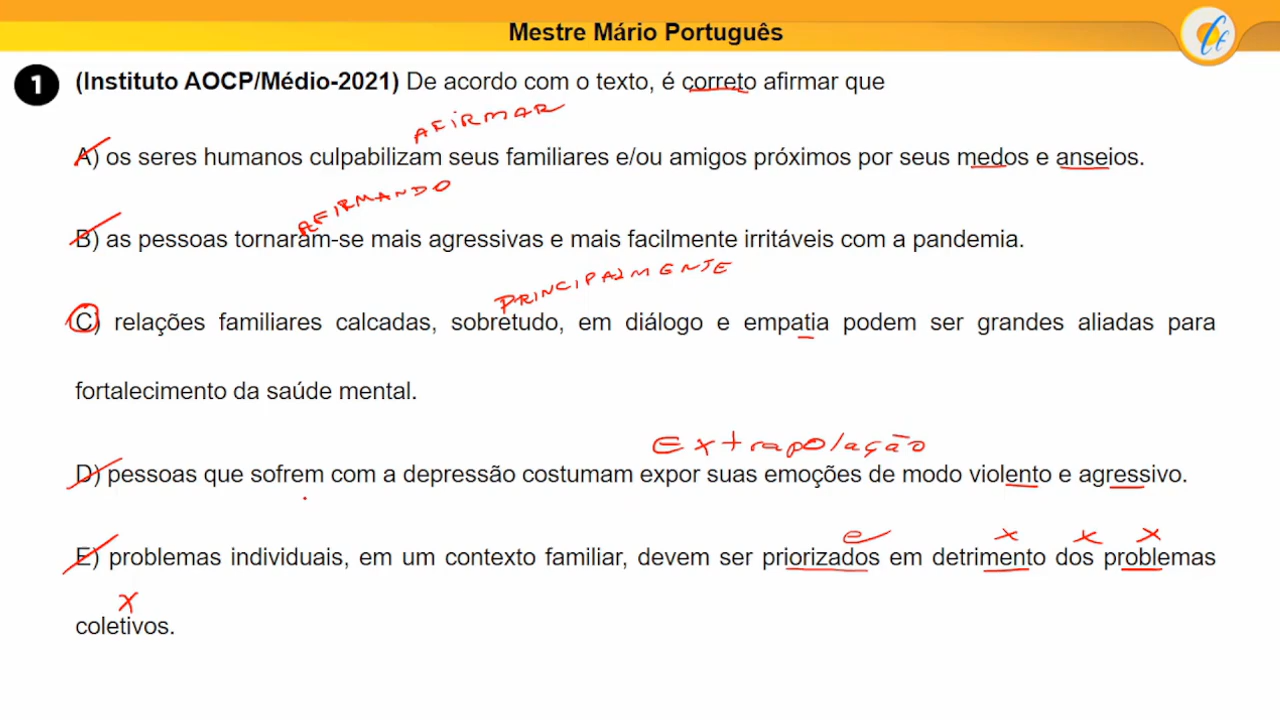 Mestre Mário Português
1 (Instituto AOCP/Médio-2021) De acordo com o texto, é correto afirmar que
AFIRMAR
A) os seres humanos culpabilizam seus familiares e/ou amigos próximos por seus medos e anseios.
AFIRMANDO
B) as pessoas tornaram-se mais agressivas e mais facilmente irritáveis com a pandemia.
PRINCIPALMENTE
C) relações familiares calcadas, sobretudo, em diálogo e empatia podem ser grandes aliadas para
fortalecimento da saúde mental.
Extrapolação
D) pessoas que sofrem com a depressão costumam expor suas emoções de modo violento e agressivo.
e x x x
E) problemas individuais, em um contexto familiar, devem ser priorizados em detrimento dos problemas
x
coletivos.